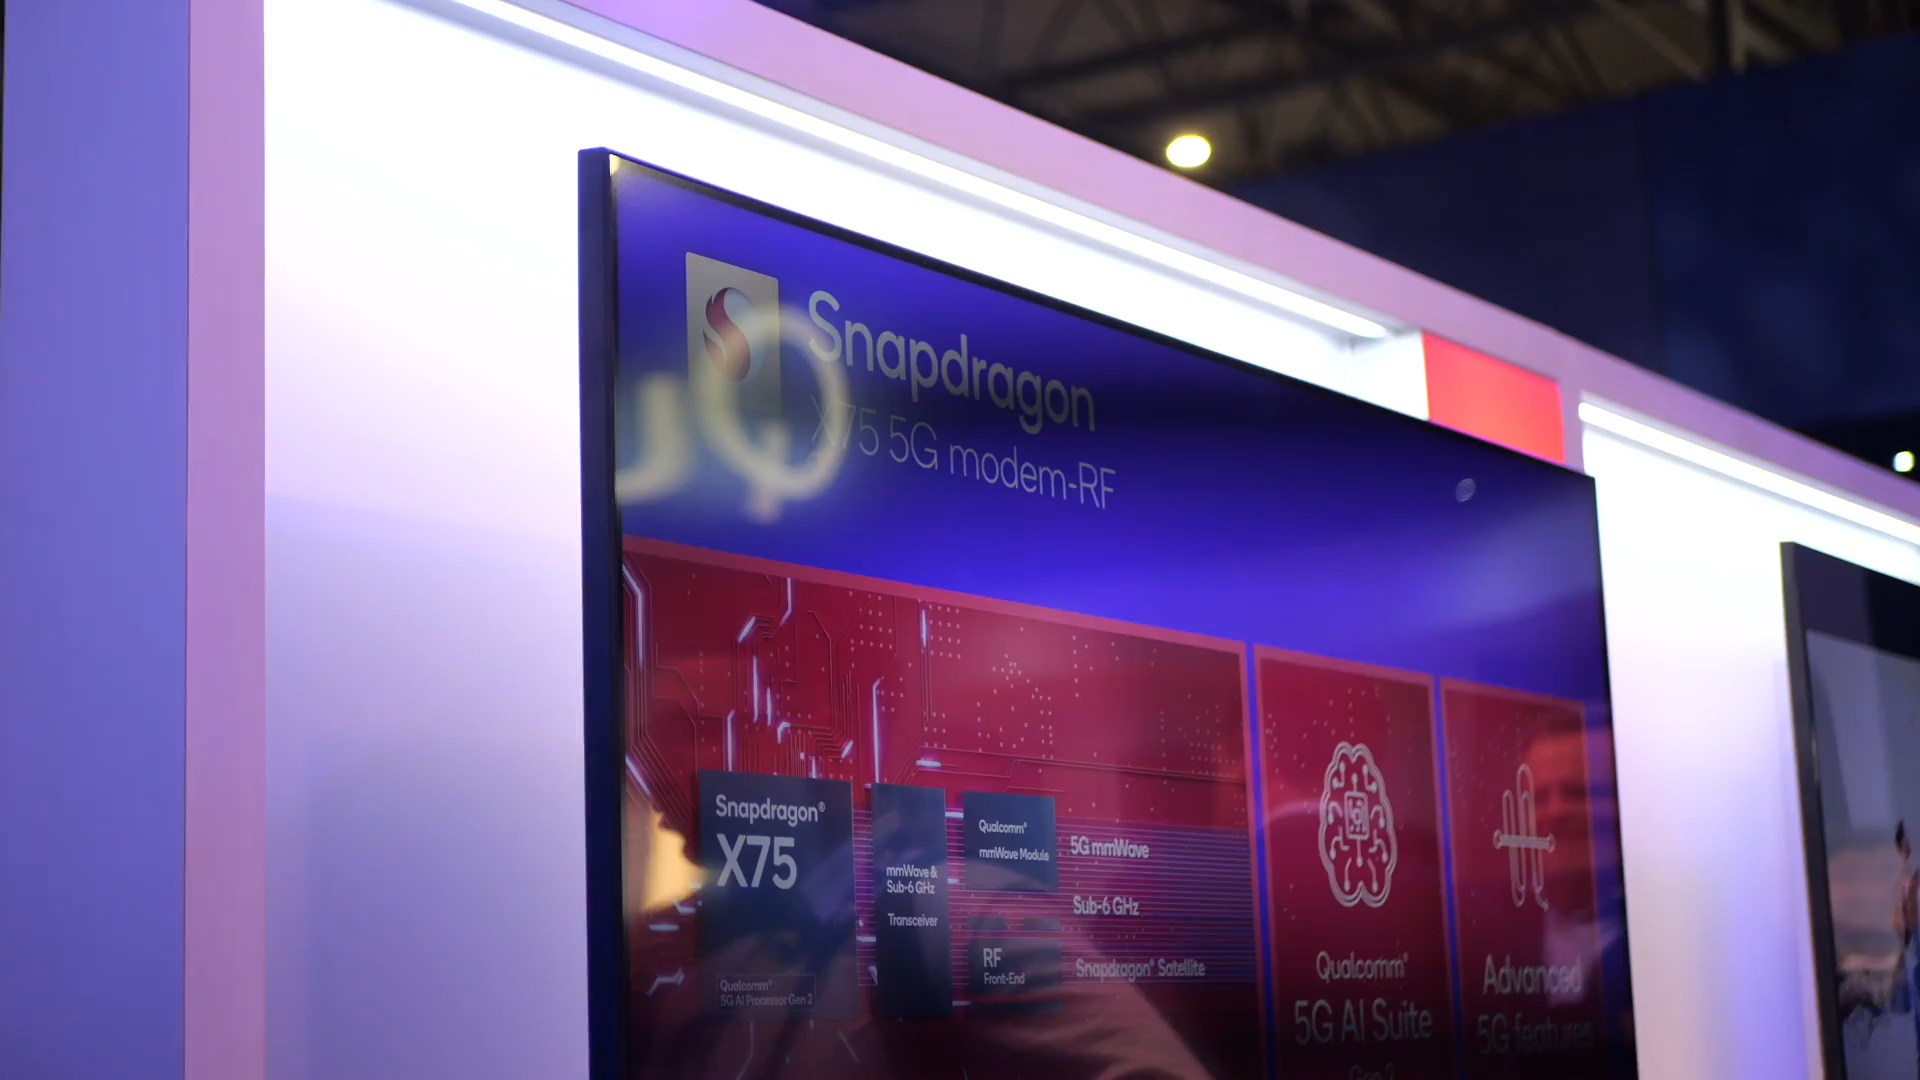 Snapdragon
X75 5G modem-RF
Snapdragon®
X75
Qualcomm®
5G AI Processor Gen 2
mmWave &
Sub-6 GHz
Transceiver
Qualcomm®
mmWave Module
RF
Front-End
5G mmWave
Sub-6 GHz
Snapdragon® Satellite
Qualcomm®
5G AI Suite
Gen 2
Advanced
5G features